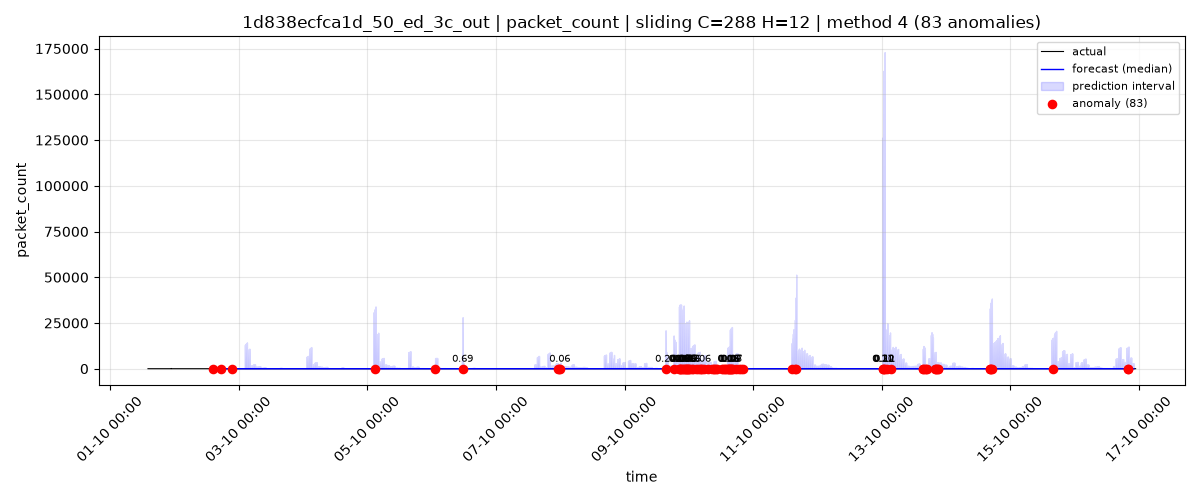 1d838ecfca1d_50_ed_3c_out | packet_count | sliding C=288 H=12 | method 4 (83 anomalies)
actual
forecast (median)
prediction interval
anomaly (83)
packet_count
175000
150000
125000
100000
75000
50000
25000
0
0.69
0.06
01-10 00:00
03-10 00:00
05-10 00:00
07-10 00:00
09-10 00:00
11-10 00:00
13-10 00:00
15-10 00:00
17-10 00:00
time